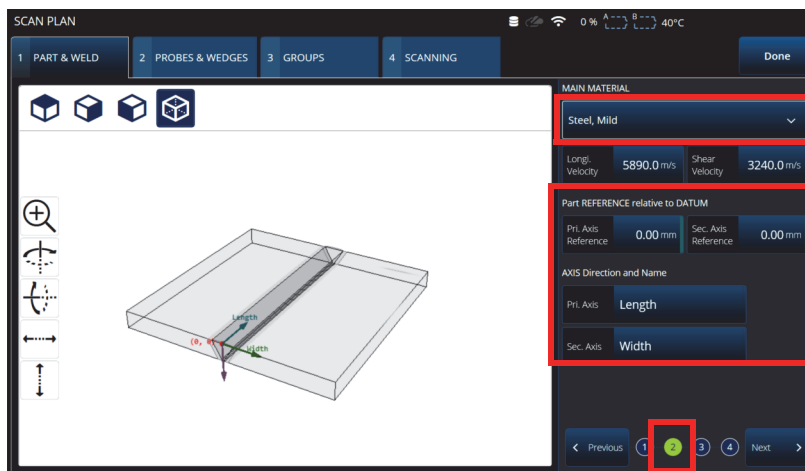 SCAN PLAN
0 % A B 40°C
1 PART & WELD 2 PROBES & WEDGES 3 GROUPS 4 SCANNING Done
MAIN MATERIAL
Steel, Mild
Longi. Velocity 5890.0 m/s Shear Velocity 3240.0 m/s
Part REFERENCE relative to DATUM
Pri. Axis Reference 0.00 mm Sec. Axis Reference 0.00 mm
AXIS Direction and Name
Pri. Axis Length
Sec. Axis Width
Length
(0, 0)
Width
Previous 1 2 3 4 Next